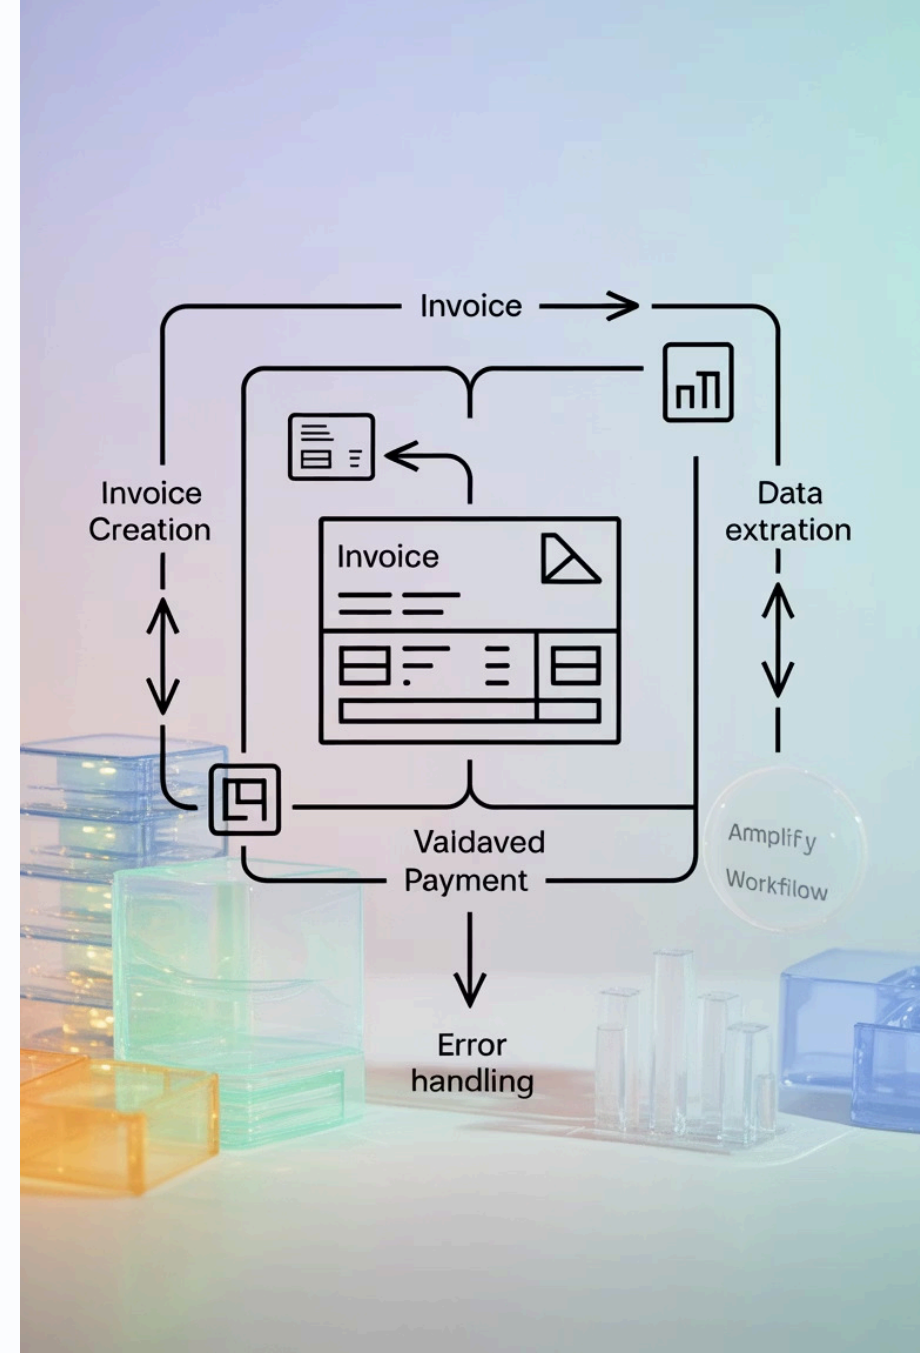 Invoice
Invoice
Creation
Data
extration
Invoice
Vaidaved
Payment
Amplify
Workfilow
Error
handling